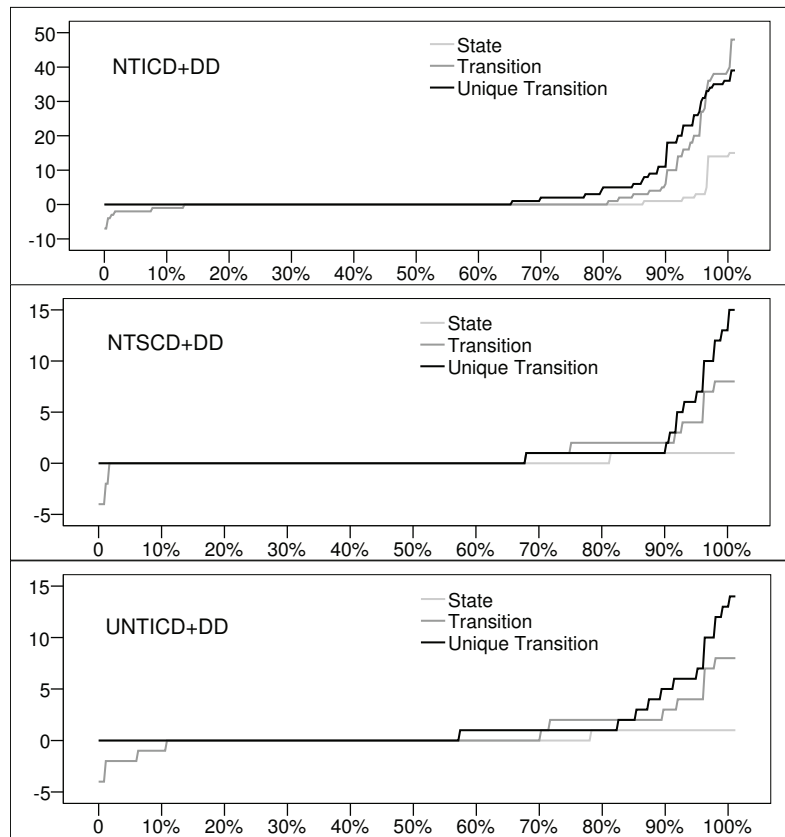 50
40
30
20
10
0
-10
NTICD+DD
State
Transition
Unique Transition
0 10% 20% 30% 40% 50% 60% 70% 80% 90% 100%
15
10
5
0
-5
NTSCD+DD
State
Transition
Unique Transition
0 10% 20% 30% 40% 50% 60% 70% 80% 90% 100%
15
10
5
0
-5
UNTICD+DD
State
Transition
Unique Transition
0 10% 20% 30% 40% 50% 60% 70% 80% 90% 100%